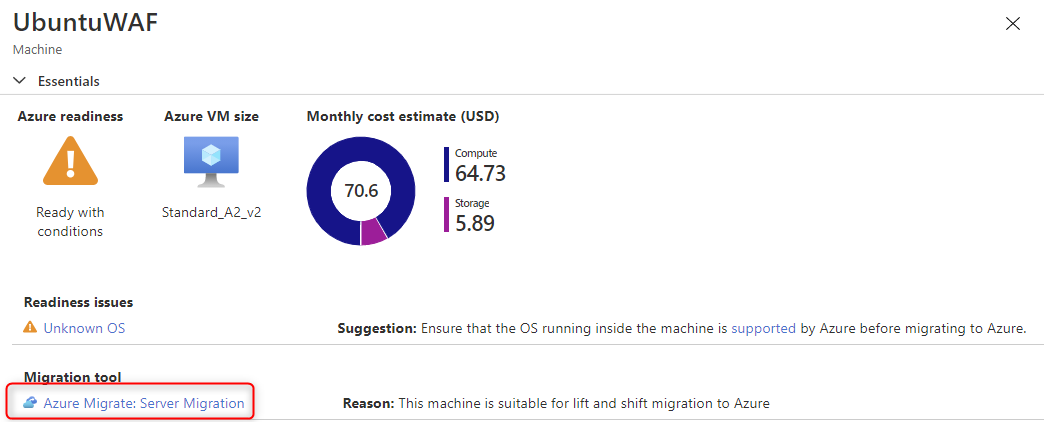 UbuntuWAF
Machine
Essentials
Azure readiness
Azure VM size
Monthly cost estimate (USD)
Ready with
conditions
Standard_A2_v2
70.6
Compute
64.73
Storage
5.89
Readiness issues
Unknown OS
Suggestion: Ensure that the OS running inside the machine is supported by Azure before migrating to Azure.
Migration tool
Azure Migrate: Server Migration
Reason: This machine is suitable for lift and shift migration to Azure